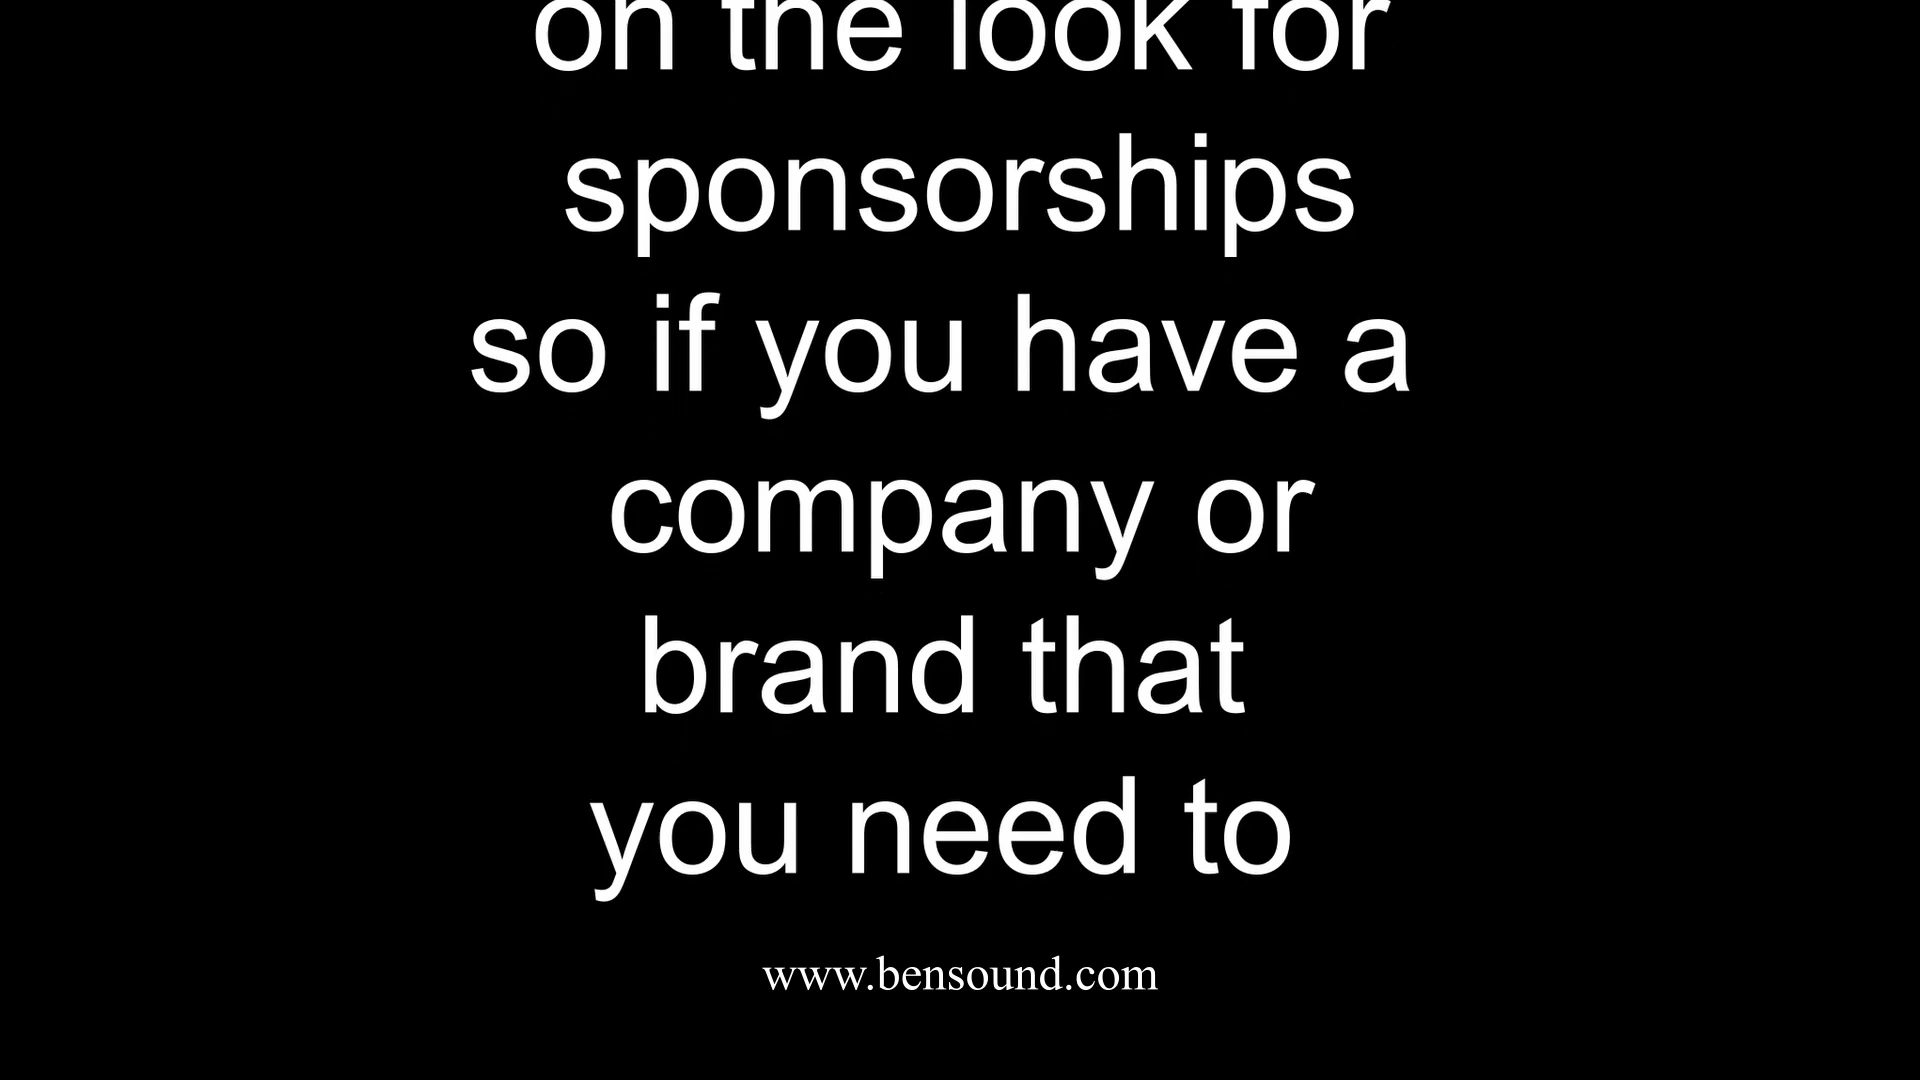 on the look for
sponsorships
so if you have a
company or
brand that
you need to
www.bensound.com